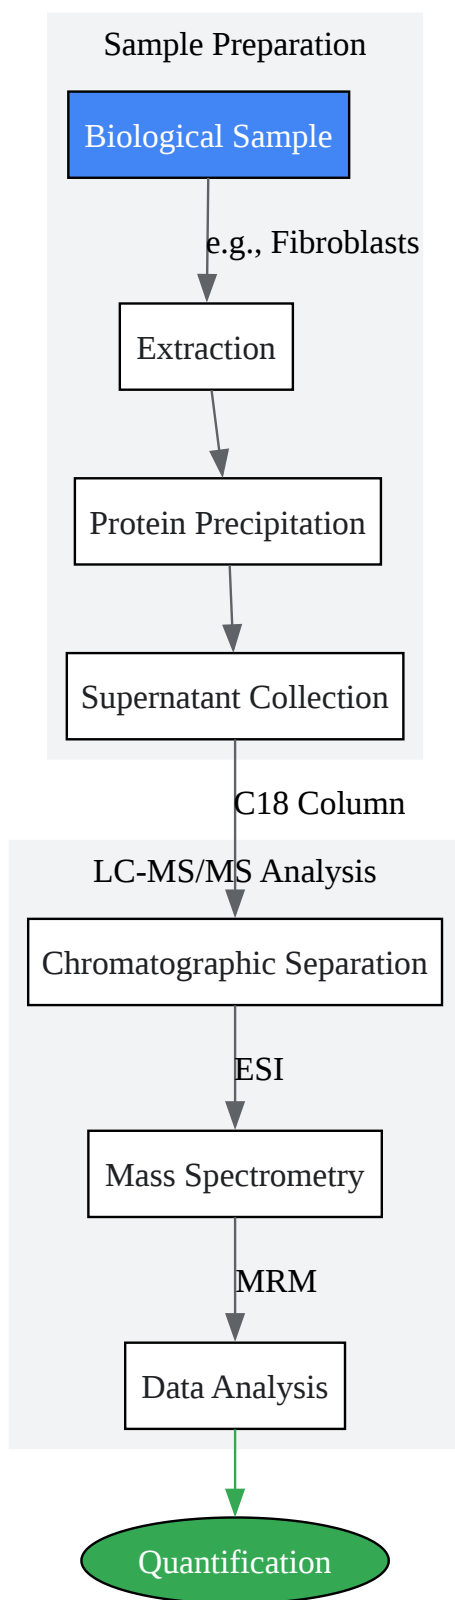 Sample Preparation
Biological Sample
e.g., Fibroblasts
Extraction
Protein Precipitation
Supernatant Collection
C18 Column
LC-MS/MS Analysis
Chromatographic Separation
ESI
Mass Spectrometry
MRM
Data Analysis
Quantification